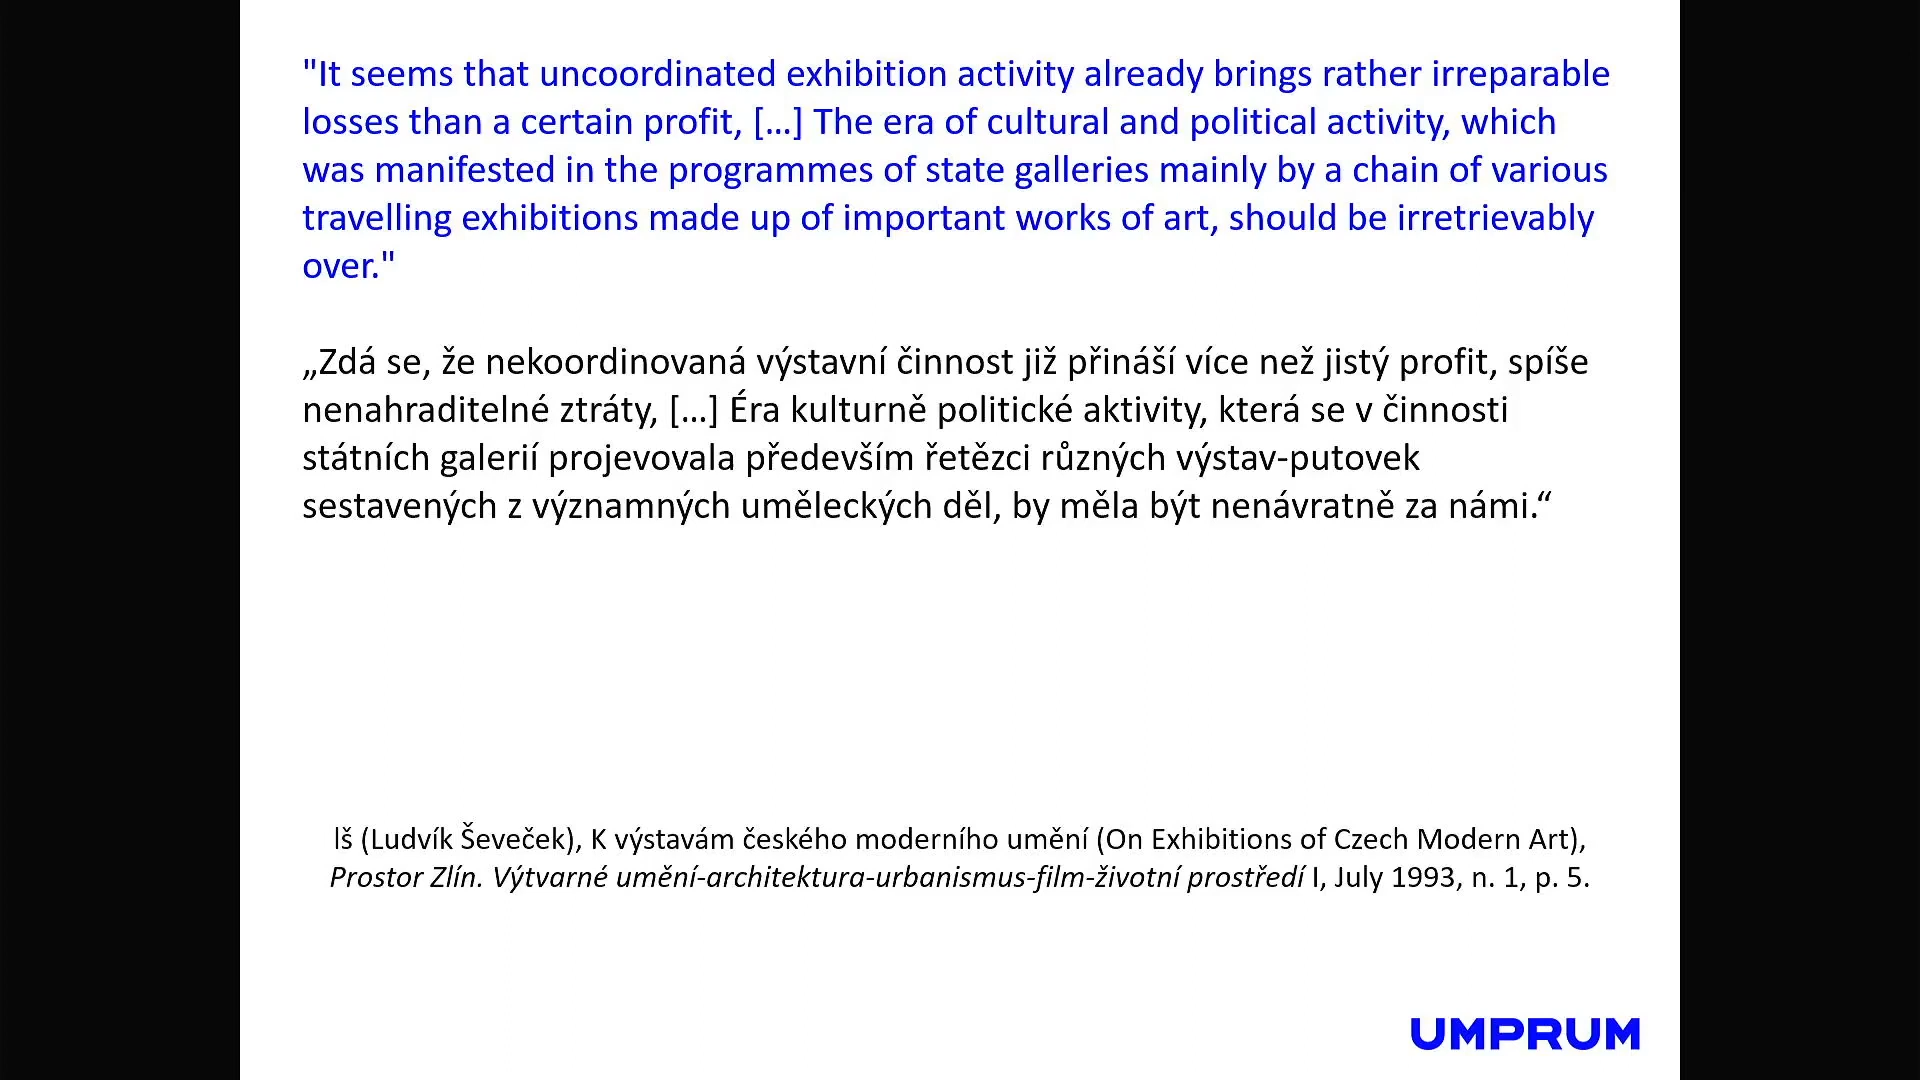 "It seems that uncoordinated exhibition activity already brings rather irreparable
losses than a certain profit, […] The era of cultural and political activity, which
was manifested in the programmes of state galleries mainly by a chain of various
travelling exhibitions made up of important works of art, should be irretrievably
over."
„Zdá se, že nekoordinovaná výstavní činnost již přináší více než jistý profit, spíše
nenahraditelné ztráty, […] Éra kulturně politické aktivity, která se v činnosti
státních galerií projevovala především řetězci různých výstav-putovek
sestavených z významných uměleckých děl, by měla být nenávratně za námi.“
lš (Ludvík Ševeček), K výstavám českého moderního umění (On Exhibitions of Czech Modern Art),
Prostor Zlín. Výtvarné umění-architektura-urbanismus-film-životní prostředí I, July 1993, n. 1, p. 5.
UMPRUM